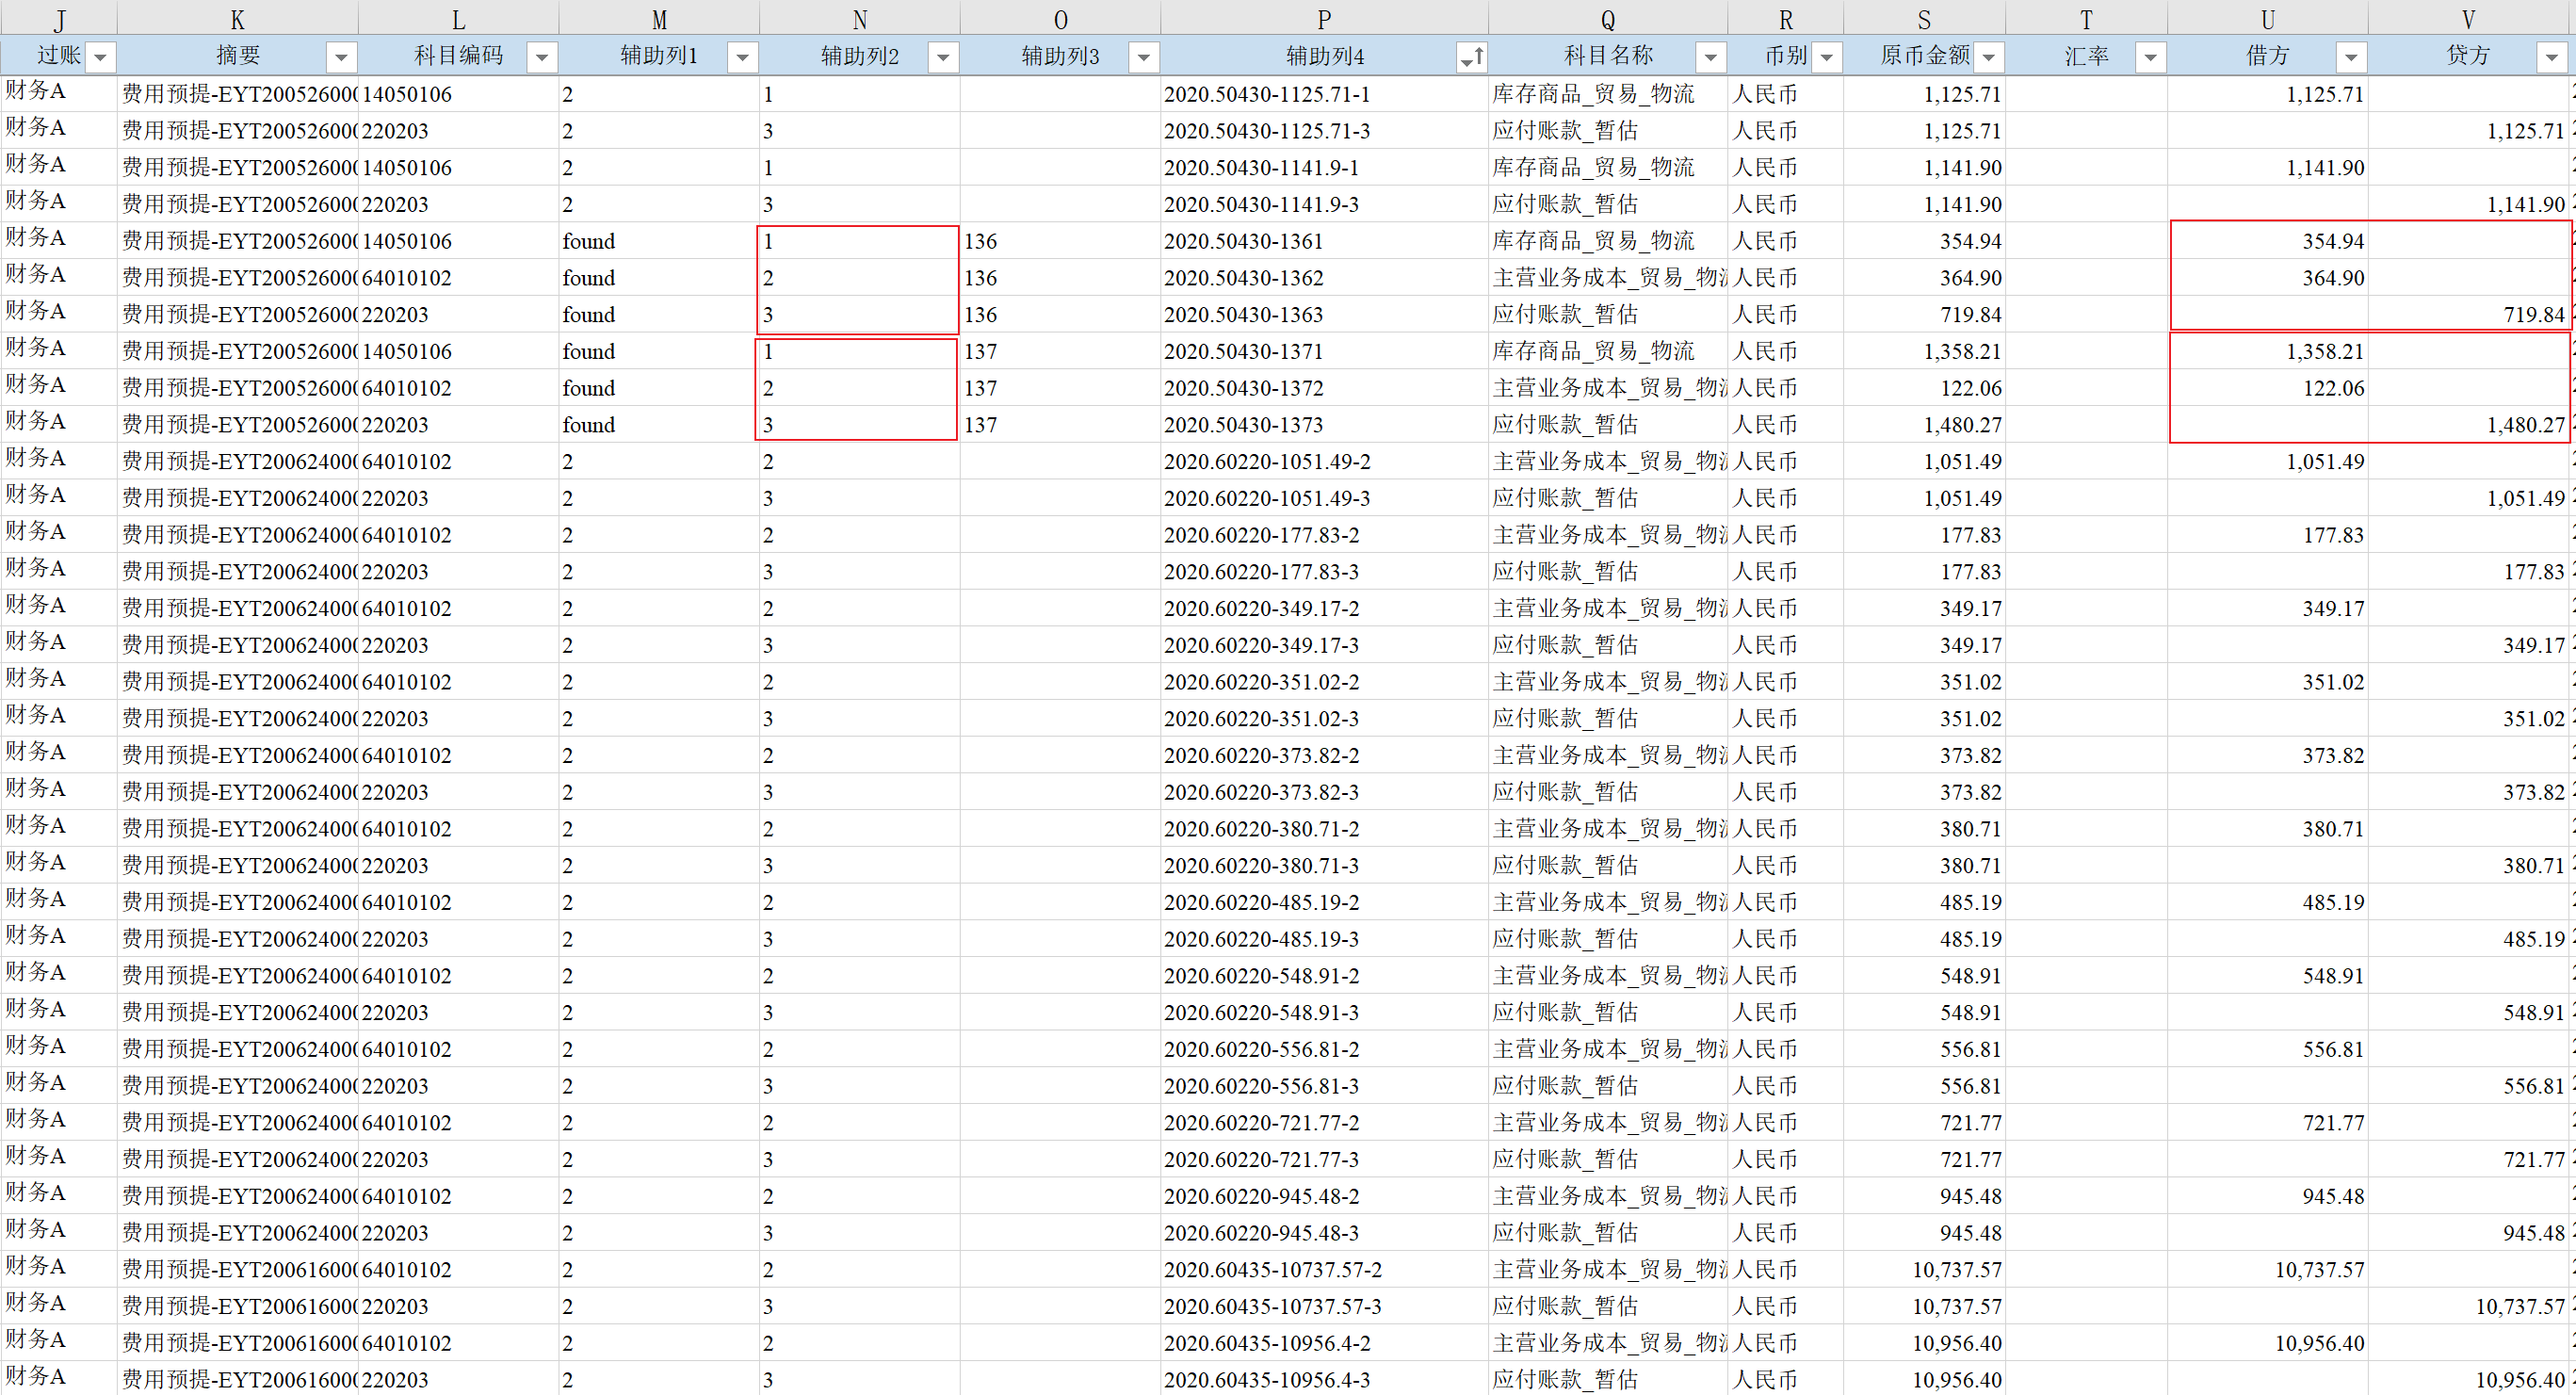 J K L M N O P Q R S T U V
过账 摘要 科目编码 辅助列1 辅助列2 辅助列3 辅助列4 科目名称 币别 原币金额 汇率 借方 贷方
财务A 费用预提-EYT20052600 14050106 2 1 2020.50430-1125.71-1 库存商品_贸易_物流 人民币 1,125.71 1,125.71
财务A 费用预提-EYT20052600 220203 2 3 2020.50430-1125.71-3 应付账款_暂估 人民币 1,125.71 1,125.71
财务A 费用预提-EYT20052600 14050106 2 1 2020.50430-1141.9-1 库存商品_贸易_物流 人民币 1,141.90 1,141.90
财务A 费用预提-EYT20052600 220203 2 3 2020.50430-1141.9-3 应付账款_暂估 人民币 1,141.90 1,141.90
财务A 费用预提-EYT20052600 14050106 found 1 136 2020.50430-1361 库存商品_贸易_物流 人民币 354.94 354.94
财务A 费用预提-EYT20052600 64010102 found 2 136 2020.50430-1362 主营业务成本_贸易_物 人民币 364.90 364.90
财务A 费用预提-EYT20052600 220203 found 3 136 2020.50430-1363 应付账款_暂估 人民币 719.84 719.84
财务A 费用预提-EYT20052600 14050106 found 1 137 2020.50430-1371 库存商品_贸易_物流 人民币 1,358.21 1,358.21
财务A 费用预提-EYT20052600 64010102 found 2 137 2020.50430-1372 主营业务成本_贸易_物 人民币 122.06 122.06
财务A 费用预提-EYT20052600 220203 found 3 137 2020.50430-1373 应付账款_暂估 人民币 1,480.27 1,480.27
财务A 费用预提-EYT20062400 64010102 2 2 2020.60220-1051.49-2 主营业务成本_贸易_物 人民币 1,051.49 1,051.49
财务A 费用预提-EYT20062400 220203 2 3 2020.60220-1051.49-3 应付账款_暂估 人民币 1,051.49 1,051.49
财务A 费用预提-EYT20062400 64010102 2 2 2020.60220-177.83-2 主营业务成本_贸易_物 人民币 177.83 177.83
财务A 费用预提-EYT20062400 220203 2 3 2020.60220-177.83-3 应付账款_暂估 人民币 177.83 177.83
财务A 费用预提-EYT20062400 64010102 2 2 2020.60220-349.17-2 主营业务成本_贸易_物 人民币 349.17 349.17
财务A 费用预提-EYT20062400 220203 2 3 2020.60220-349.17-3 应付账款_暂估 人民币 349.17 349.17
财务A 费用预提-EYT20062400 64010102 2 2 2020.60220-351.02-2 主营业务成本_贸易_物 人民币 351.02 351.02
财务A 费用预提-EYT20062400 220203 2 3 2020.60220-351.02-3 应付账款_暂估 人民币 351.02 351.02
财务A 费用预提-EYT20062400 64010102 2 2 2020.60220-373.82-2 主营业务成本_贸易_物 人民币 373.82 373.82
财务A 费用预提-EYT20062400 220203 2 3 2020.60220-373.82-3 应付账款_暂估 人民币 373.82 373.82
财务A 费用预提-EYT20062400 64010102 2 2 2020.60220-380.71-2 主营业务成本_贸易_物 人民币 380.71 380.71
财务A 费用预提-EYT20062400 220203 2 3 2020.60220-380.71-3 应付账款_暂估 人民币 380.71 380.71
财务A 费用预提-EYT20062400 64010102 2 2 2020.60220-485.19-2 主营业务成本_贸易_物 人民币 485.19 485.19
财务A 费用预提-EYT20062400 220203 2 3 2020.60220-485.19-3 应付账款_暂估 人民币 485.19 485.19
财务A 费用预提-EYT20062400 64010102 2 2 2020.60220-548.91-2 主营业务成本_贸易_物 人民币 548.91 548.91
财务A 费用预提-EYT20062400 220203 2 3 2020.60220-548.91-3 应付账款_暂估 人民币 548.91 548.91
财务A 费用预提-EYT20062400 64010102 2 2 2020.60220-556.81-2 主营业务成本_贸易_物 人民币 556.81 556.81
财务A 费用预提-EYT20062400 220203 2 3 2020.60220-556.81-3 应付账款_暂估 人民币 556.81 556.81
财务A 费用预提-EYT20062400 64010102 2 2 2020.60220-721.77-2 主营业务成本_贸易_物 人民币 721.77 721.77
财务A 费用预提-EYT20062400 220203 2 3 2020.60220-721.77-3 应付账款_暂估 人民币 721.77 721.77
财务A 费用预提-EYT20062400 64010102 2 2 2020.60220-945.48-2 主营业务成本_贸易_物 人民币 945.48 945.48
财务A 费用预提-EYT20062400 220203 2 3 2020.60220-945.48-3 应付账款_暂估 人民币 945.48 945.48
财务A 费用预提-EYT20061600 64010102 2 2 2020.60435-10737.57-2 主营业务成本_贸易_物 人民币 10,737.57 10,737.57
财务A 费用预提-EYT20061600 220203 2 3 2020.60435-10737.57-3 应付账款_暂估 人民币 10,737.57 10,737.57
财务A 费用预提-EYT20061600 64010102 2 2 2020.60435-10956.4-2 主营业务成本_贸易_物 人民币 10,956.40 10,956.40
财务A 费用预提-EYT20061600 220203 2 3 2020.60435-10956.4-3 应付账款_暂估 人民币 10,956.40 10,956.40